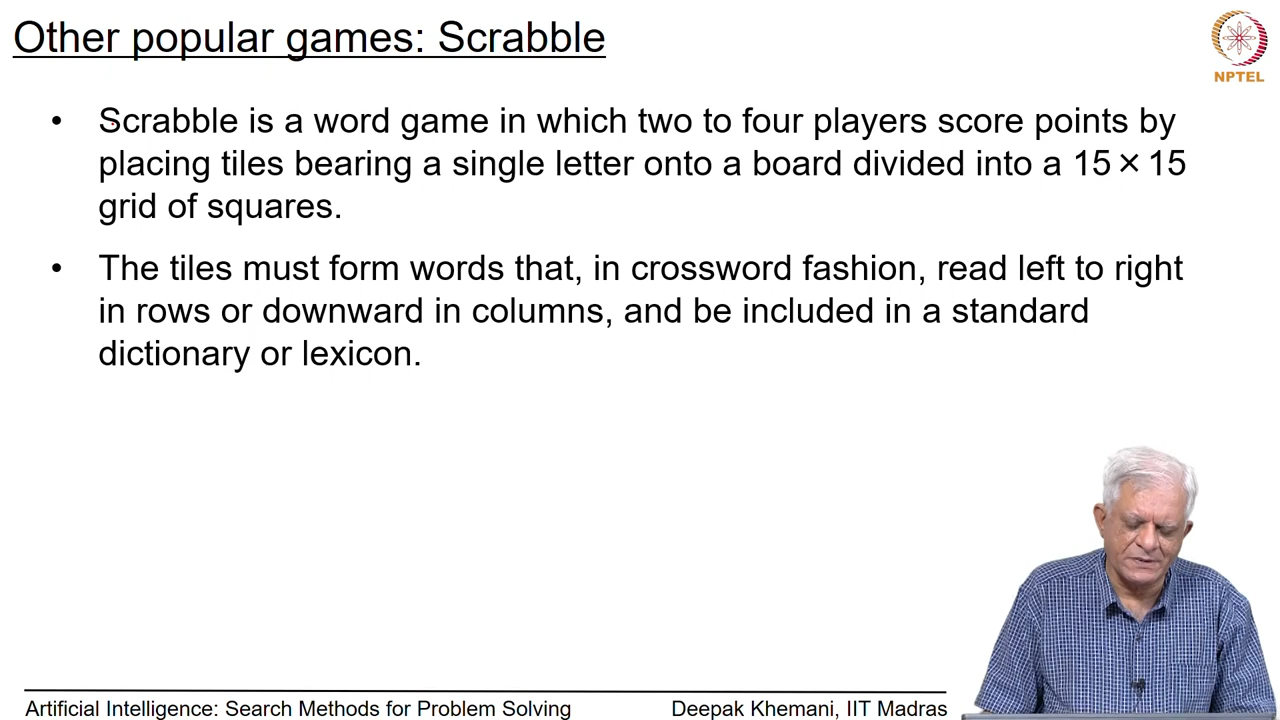 Other popular games: Scrabble
NPTEL
• Scrabble is a word game in which two to four players score points by
placing tiles bearing a single letter onto a board divided into a 15 × 15
grid of squares.
• The tiles must form words that, in crossword fashion, read left to right
in rows or downward in columns, and be included in a standard
dictionary or lexicon.
Artificial Intelligence: Search Methods for Problem Solving
Deepak Khemani, IIT Madras